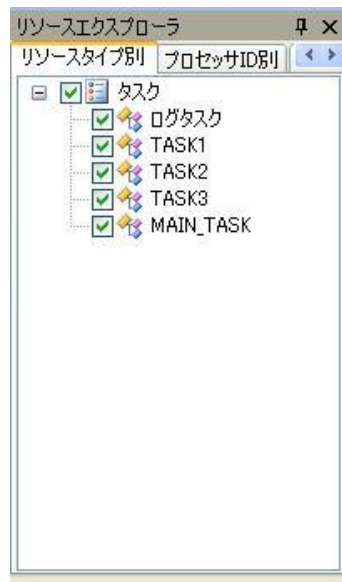 リソースエクスプローラ
リソースタイプ別 プロセッサID別
タスク
ログタスク
TASK1
TASK2
TASK3
MAIN_TASK